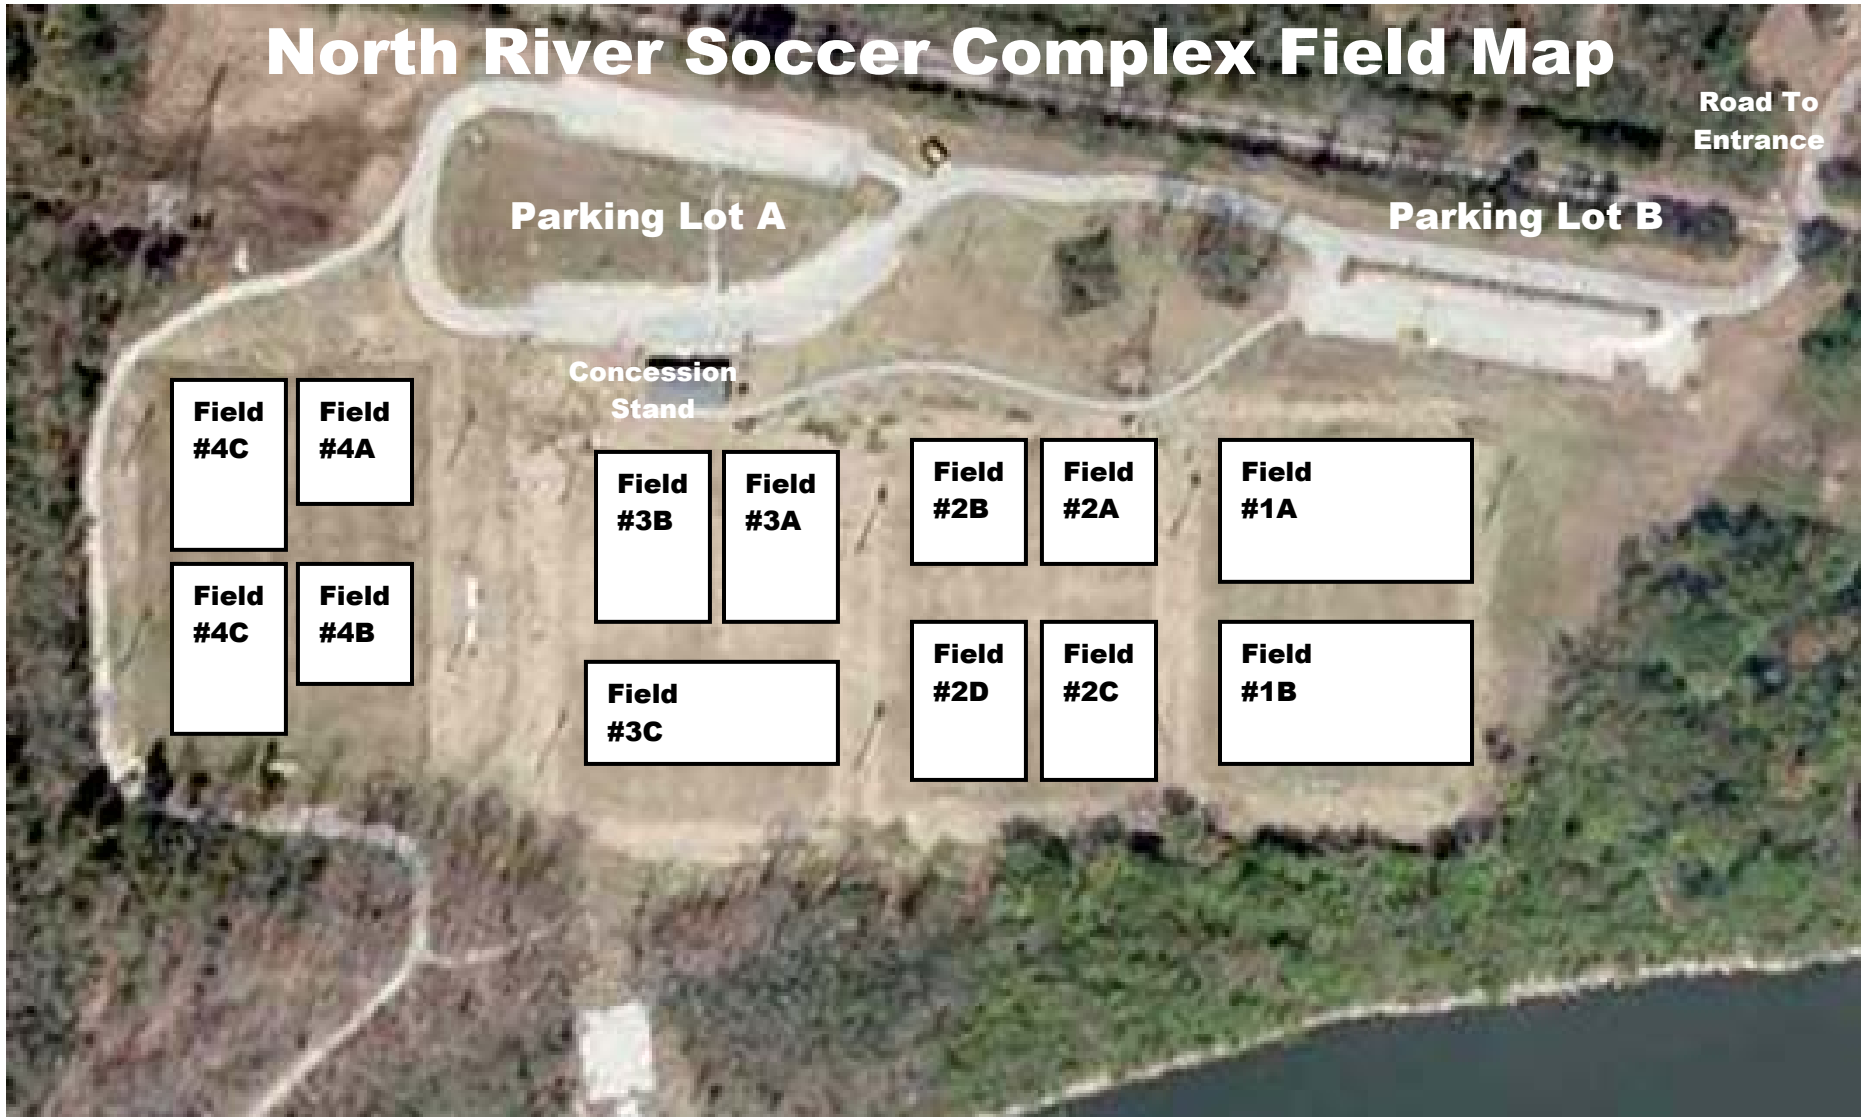 North River Soccer Complex Field Map
Road To
Entrance
Parking Lot A
Parking Lot B
Concession
Stand
Field
#4C
Field
#4A
Field
#3B
Field
#3A
Field
#2B
Field
#2A
Field
#1A
Field
#4C
Field
#4B
Field
#3C
Field
#2D
Field
#2C
Field
#1B